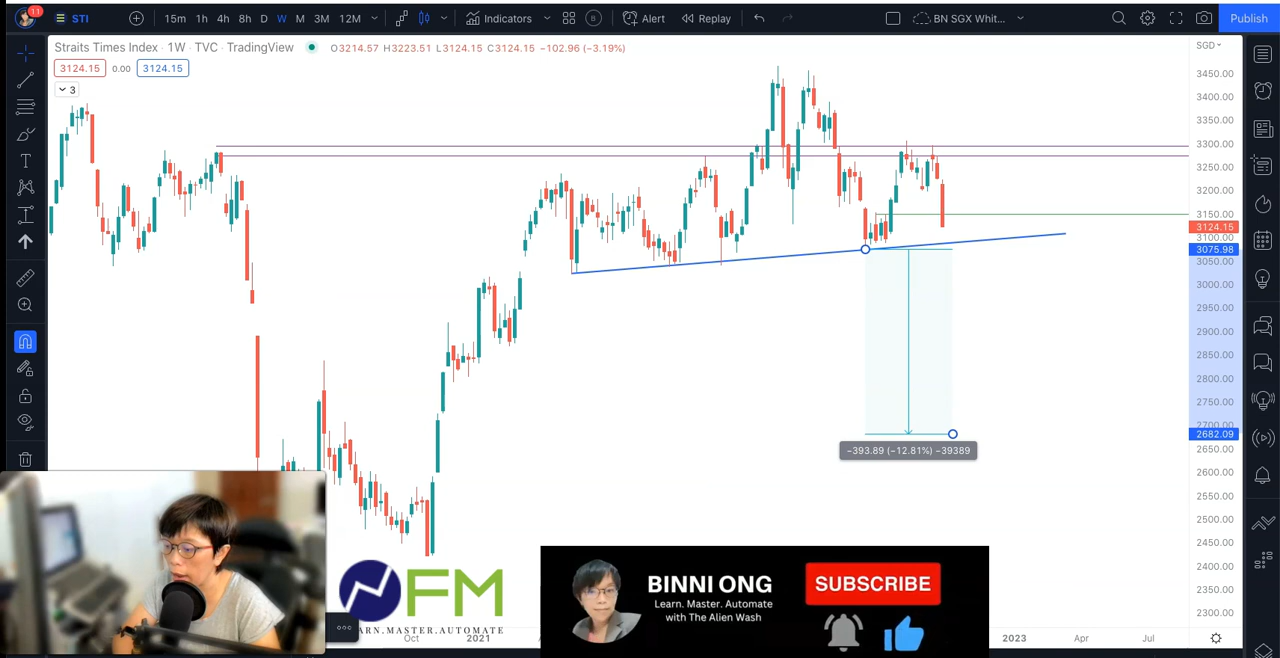 11
STI
15m 1h 4h 8h D W M 3M 12M
Indicators
B
Alert
Replay
BN SGX Whit...
Publish
Straits Times Index · 1W · TVC · TradingView
O3214.57 H3223.51 L3124.15 C3124.15 −102.96 (−3.19%)
SGD
3124.15 0.00 3124.15
3
3450.00
3400.00
3350.00
3300.00
3250.00
3200.00
3150.00
3124.15
3100.00
3075.98
3050.00
3000.00
2950.00
2900.00
2850.00
2800.00
2750.00
2700.00
2682.09
2650.00
2600.00
2550.00
2500.00
2450.00
2400.00
2350.00
2300.00
−393.89 (−12.81%) −39389
FM
ARN.MASTER.AUTOMATE
BINNI ONG
Learn. Master. Automate
with The Alien Wash
SUBSCRIBE
Oct 2021 2023 Apr Jul